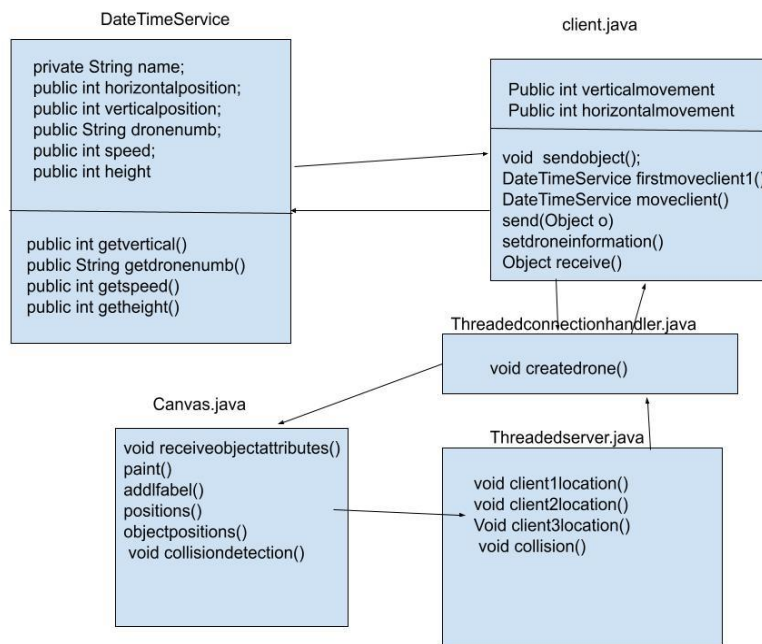 DateTimeService
private String name;
public int horizontalposition;
public int verticalposition;
public String dronenumb;
public int speed;
public int height
public int getvertical()
public String getdronenumb()
public int getspeed()
public int getheight()
client.java
Public int verticalmovement
Public int horizontalmovement
void sendobject();
DateTimeService firstmoveclient1()
DateTimeService moveclient()
send(Object o)
setdroneinformation()
Object receive()
Threadedconnectionhandler.java
void createdrone()
Canvas.java
void receiveobjectattributes()
paint()
addlfabel()
positions()
objectpositions()
void collisiondetection()
Threadedserver.java
void client1location()
void client2location()
Void client3location()
void collision()